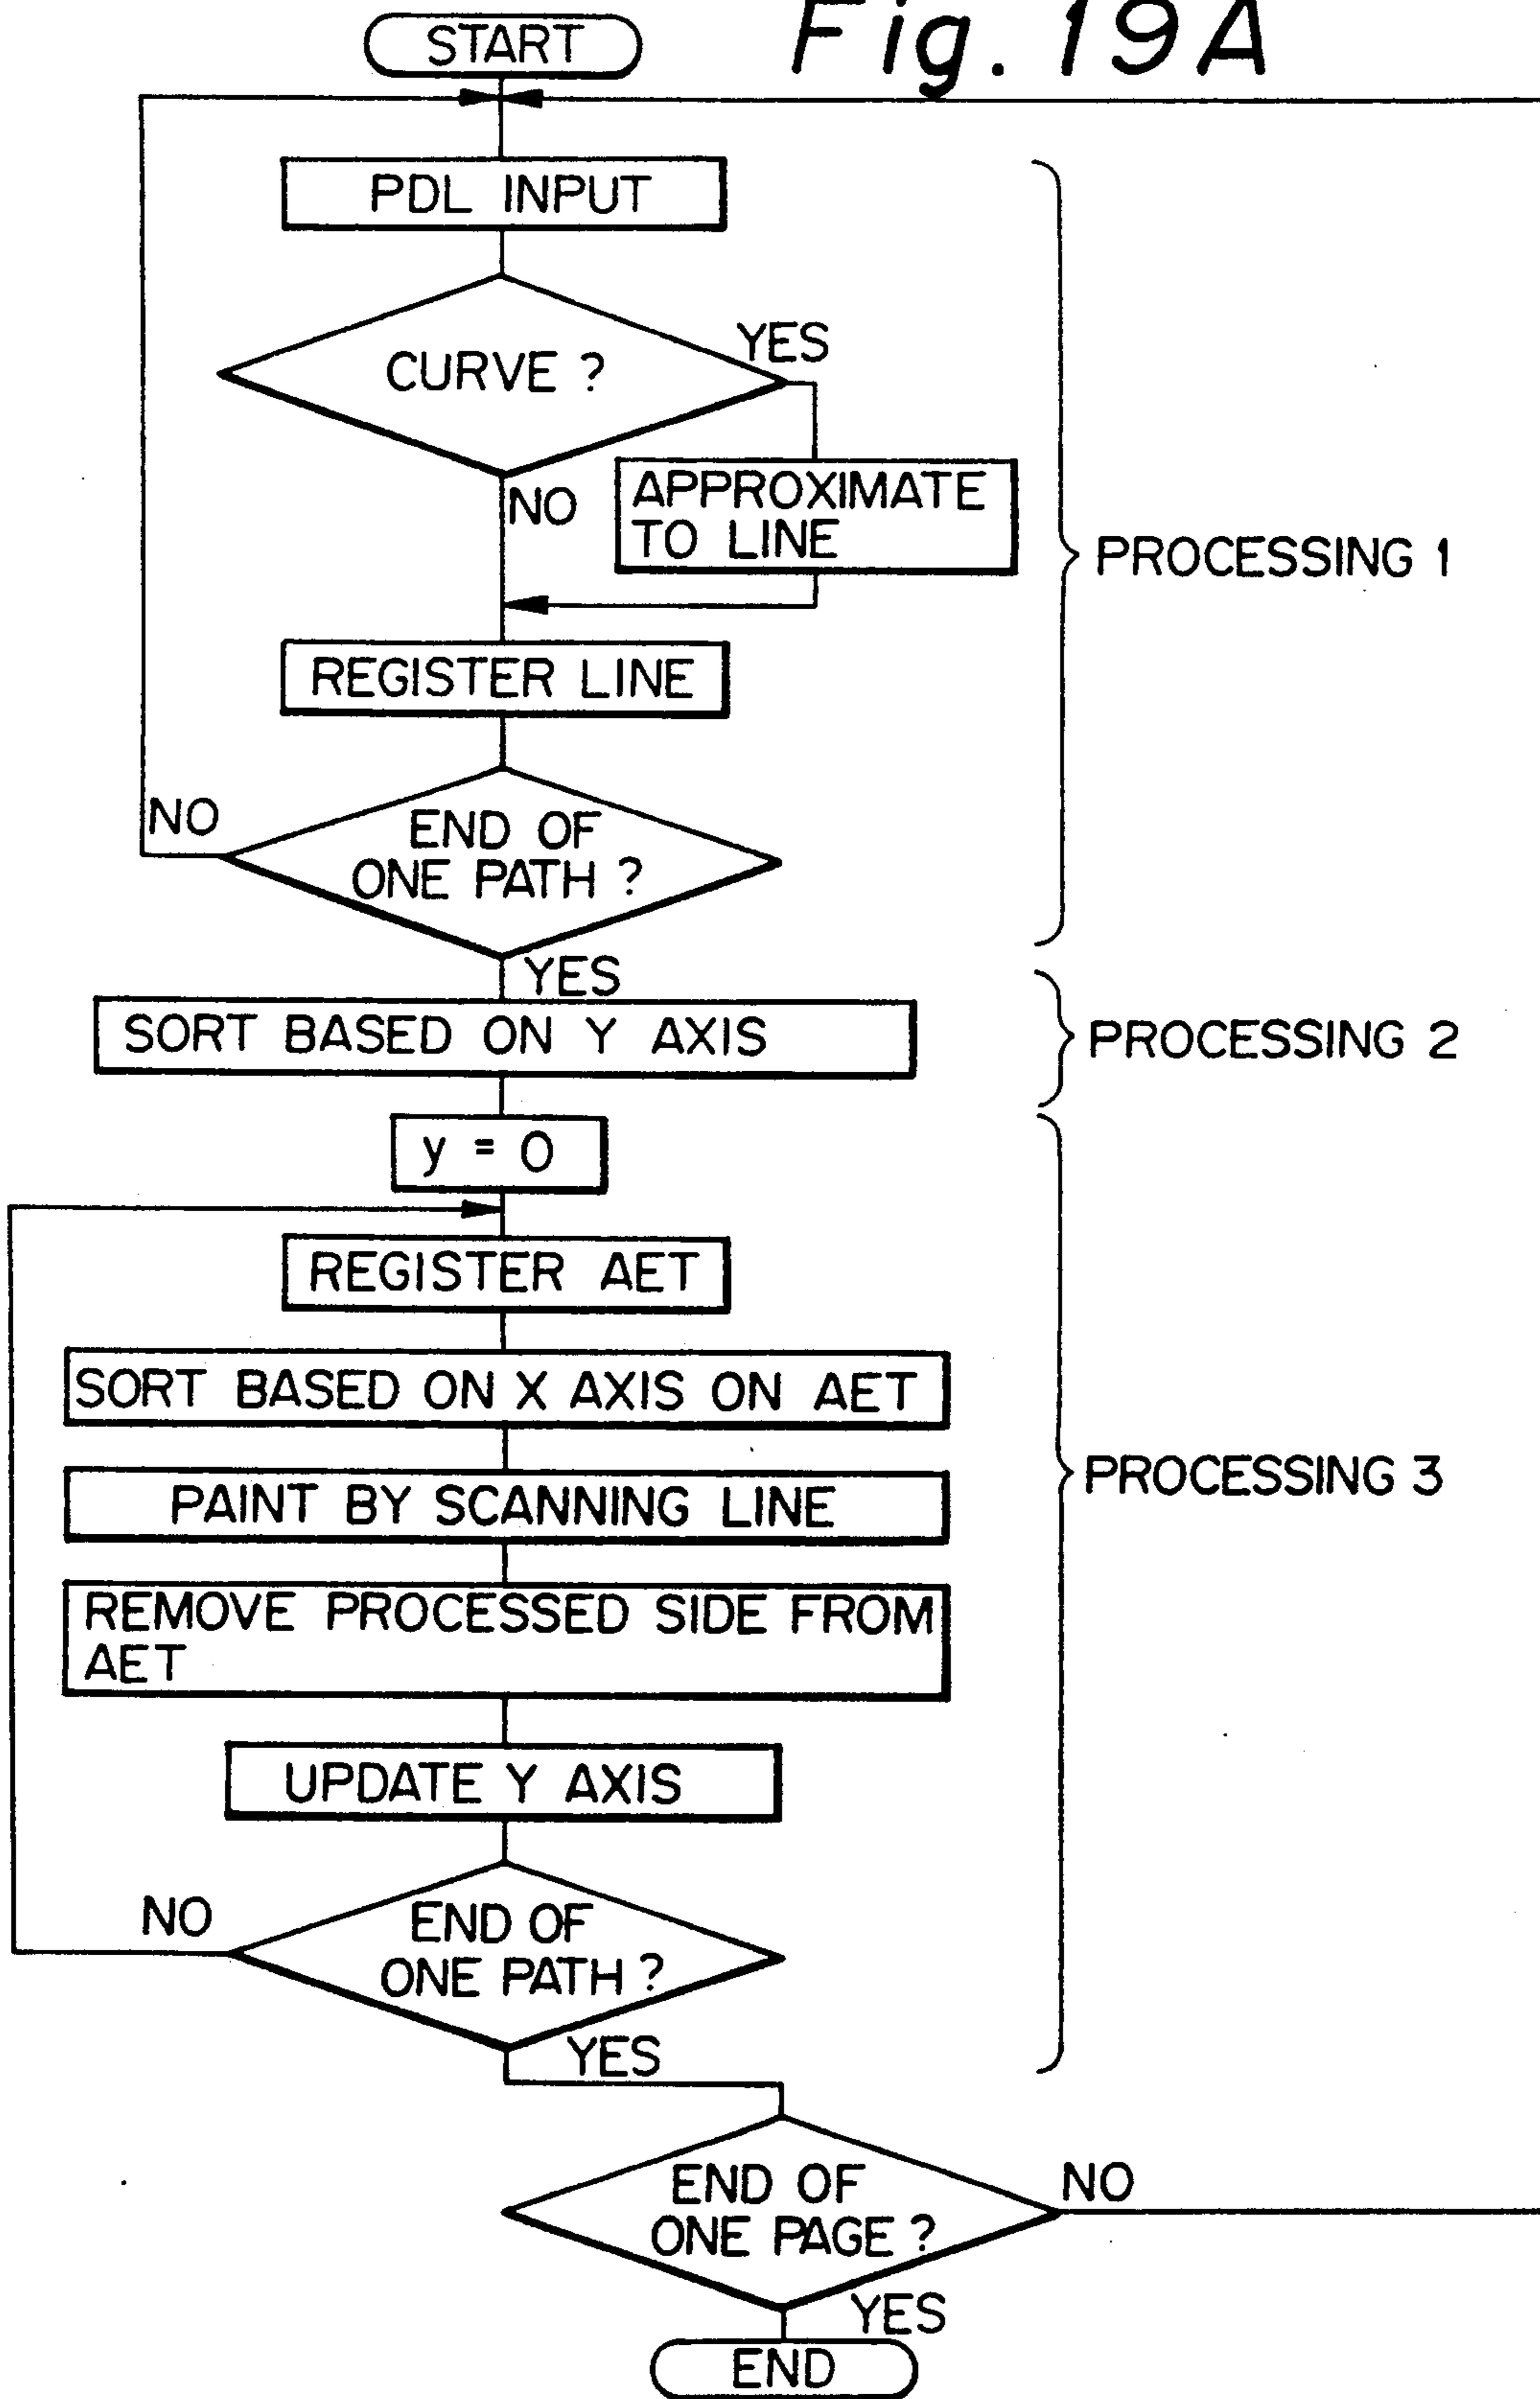 Fig. 19A
START
PDL INPUT
CURVE ?
YES
NO
APPROXIMATE
TO LINE
PROCESSING 1
REGISTER LINE
NO
END OF
ONE PATH ?
YES
SORT BASED ON Y AXIS
PROCESSING 2
y = 0
REGISTER AET
SORT BASED ON X AXIS ON AET
PROCESSING 3
PAINT BY SCANNING LINE
REMOVE PROCESSED SIDE FROM
AET
UPDATE Y AXIS
NO
END OF
ONE PATH ?
YES
END OF
ONE PAGE ?
NO
YES
END